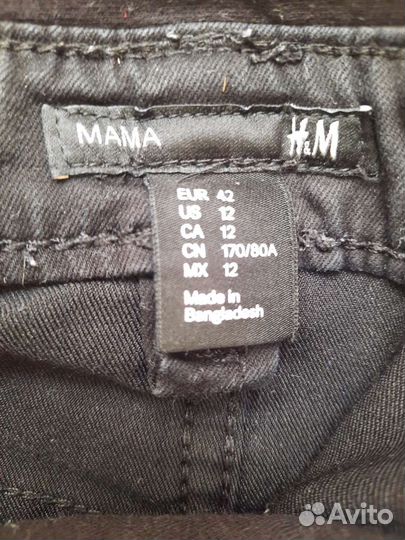 MAMA H&M
EUR 42
US 12
CA 12
CN 170/80A
MX 12
Made in
Bangladesh
Avito